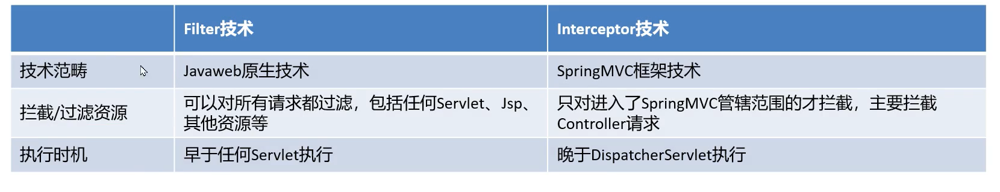 Filter技术
Interceptor技术
技术范畴
Javaweb原生技术
SpringMVC框架技术
拦截/过滤资源
可以对所有请求都过滤，包括任何Servlet、Jsp、
其他资源等
只对进入了SpringMVC管辖范围的才拦截，主要拦截
Controller请求
执行时机
早于任何Servlet执行
晚于DispatcherServlet执行